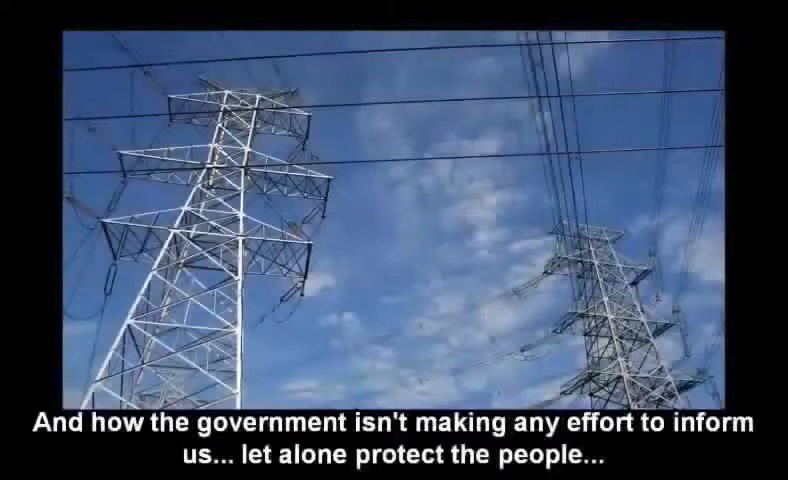 And how the government isn't making any effort to inform
us... let alone protect the people...